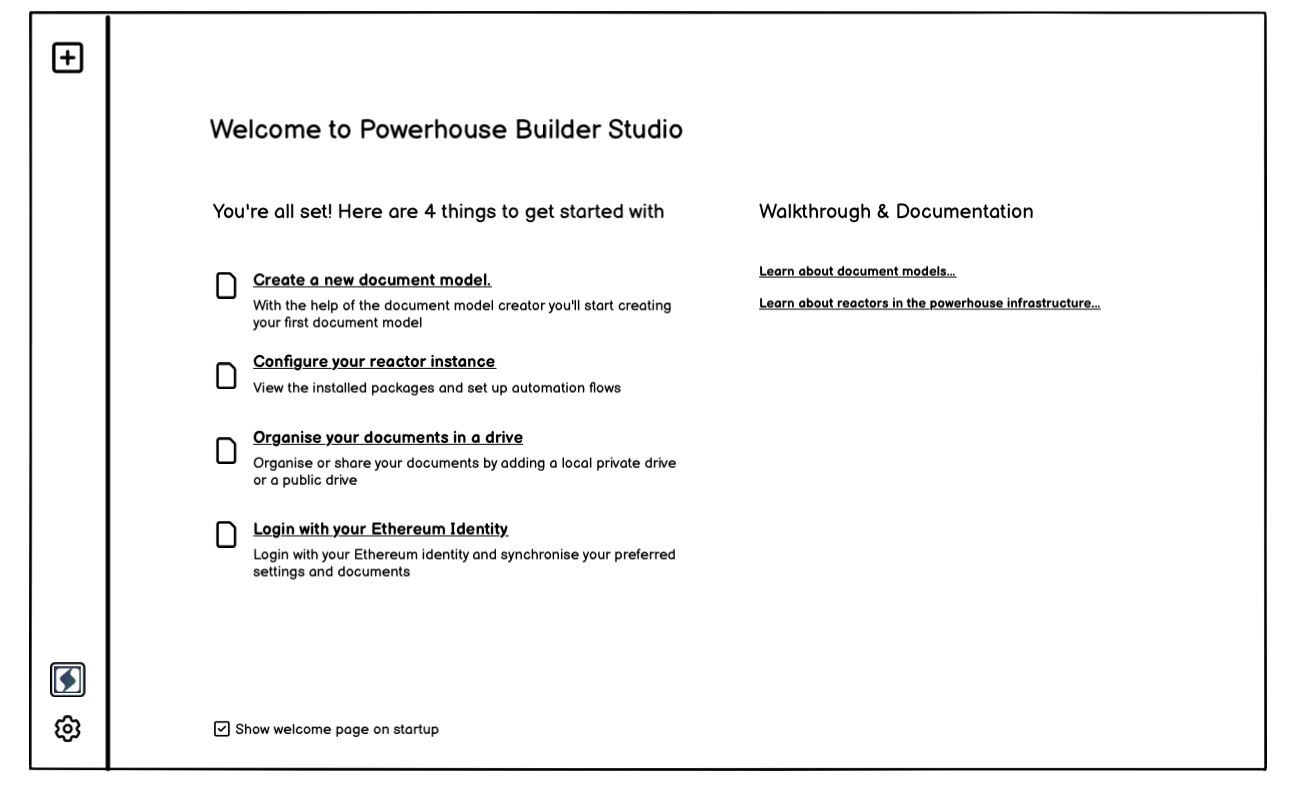 Welcome to Powerhouse Builder Studio
You're all set! Here are 4 things to get started with
Create a new document model.
With the help of the document model creator you'll start creating
your first document model
Configure your reactor instance
View the installed packages and set up automation flows
Organise your documents in a drive
Organise or share your documents by adding a local private drive
or a public drive
Login with your Ethereum Identity
Login with your Ethereum identity and synchronise your preferred
settings and documents
Walkthrough & Documentation
Learn about document models...
Learn about reactors in the powerhouse infrastructure...
Show welcome page on startup